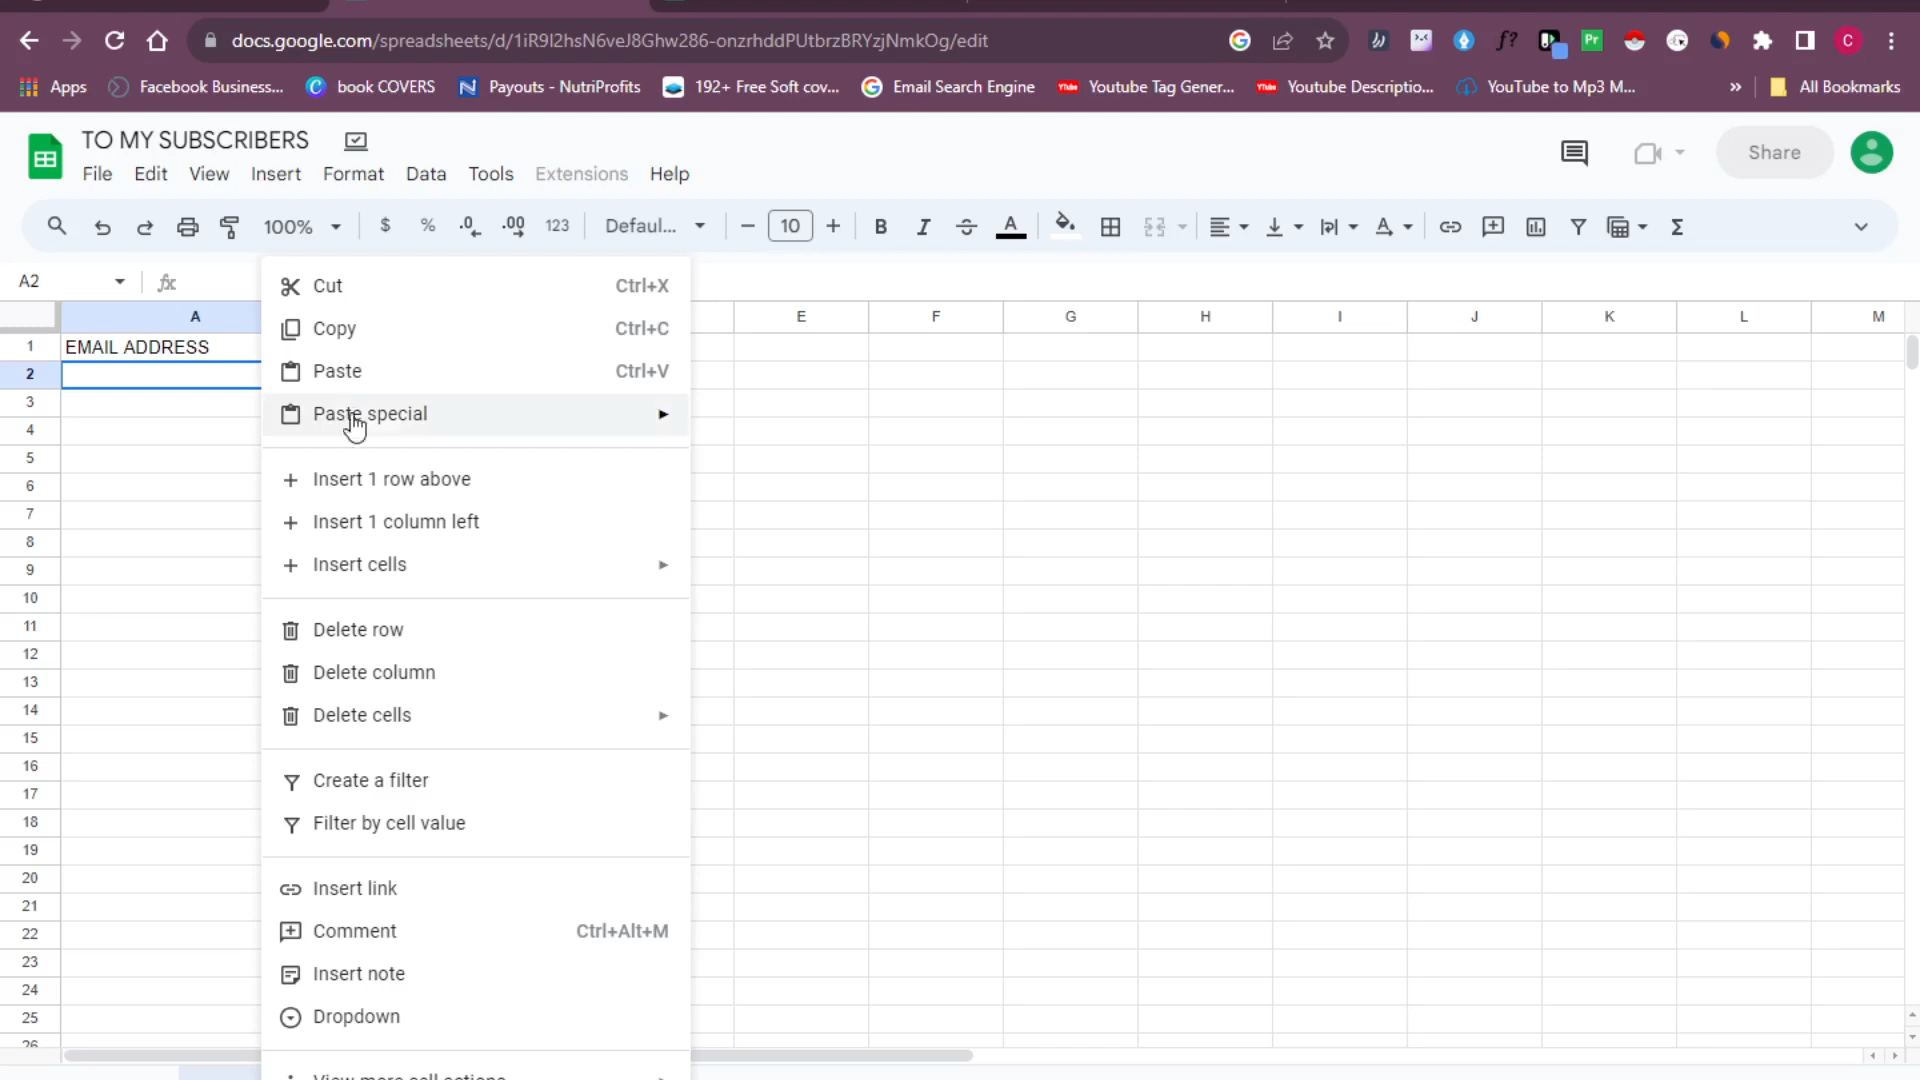 docs.google.com/spreadsheets/d/1iR9I2hsN6veJ8Ghw286-onzrhddPUtbrzBRYzjNmkOg/edit
C
Apps Facebook Business... book COVERS Payouts - NutriProfits 192+ Free Soft cov... Email Search Engine Youtube Tag Gener... Youtube Descriptio... YouTube to Mp3 M... » All Bookmarks
TO MY SUBSCRIBERS
Share
File Edit View Insert Format Data Tools Extensions Help
100% $ % .0 .00 123 Defaul... 10 B I A A Σ
A2 fx
A E F G H I J K L M
1 EMAIL ADDRESS
2
3
4
5
6
7
8
9
10
11
12
13
14
15
16
17
18
19
20
21
22
23
24
25
26
Cut Ctrl+X
Copy Ctrl+C
Paste Ctrl+V
Paste special
Insert 1 row above
Insert 1 column left
Insert cells
Delete row
Delete column
Delete cells
Create a filter
Filter by cell value
Insert link
Comment Ctrl+Alt+M
Insert note
Dropdown
View more cell actions